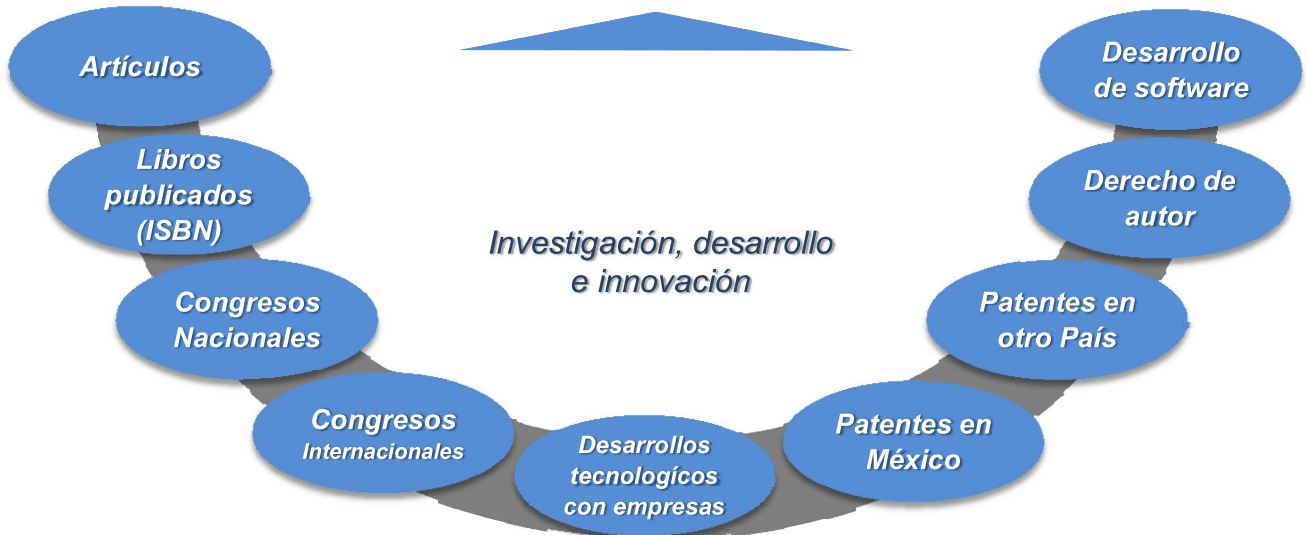 Artículos
Libros
publicados
(ISBN)
Congresos
Nacionales
Congresos
Internacionales
Desarrollos
tecnologícos
con empresas
Patentes en
México
Patentes en
otro País
Derecho de
autor
Desarrollo
de software
Investigación, desarrollo
e innovación